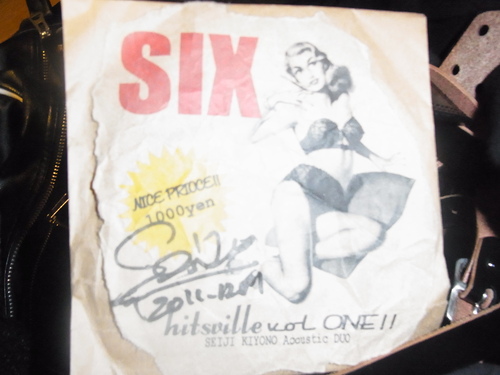 SIX
NICE PRICE!!
1000yen
2011-12.09
hitsville vol ONE!!
SEIJI KIYONO Acoustic DUO